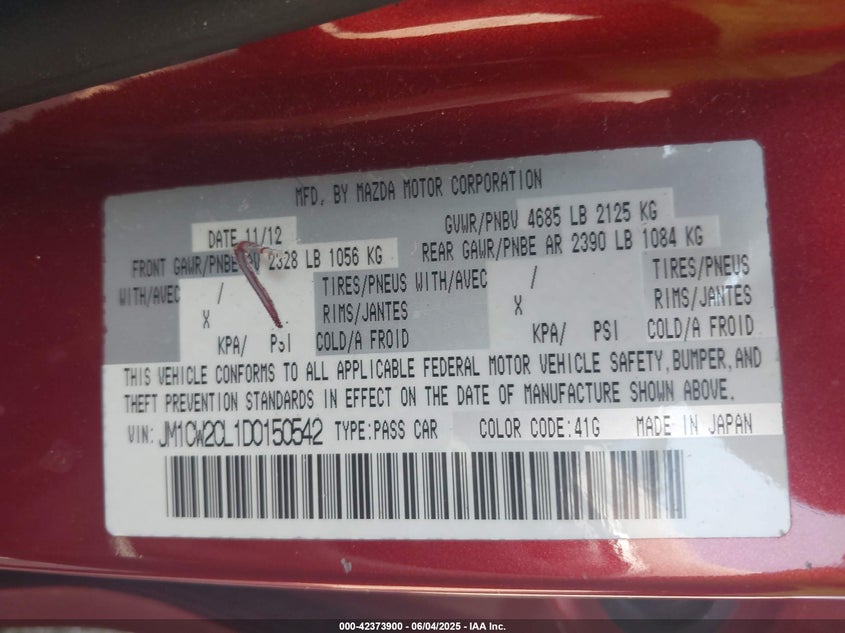 MFD. BY MAZDA MOTOR CORPORATION
DATE 11/12 GVWR/PNBV 4685 LB 2125 KG
FRONT GAWR/PNBE AV 2328 LB 1056 KG REAR GAWR/PNBE AR 2390 LB 1084 KG
WITH/AVEC / TIRES/PNEUS WITH/AVEC / TIRES/PNEUS
X RIMS/JANTES X RIMS/JANTES
KPA/ PSI COLD/A FROID KPA/ PSI COLD/A FROID
THIS VEHICLE CONFORMS TO ALL APPLICABLE FEDERAL MOTOR VEHICLE SAFETY, BUMPER, AND
THEFT PREVENTION STANDARDS IN EFFECT ON THE DATE OF MANUFACTURE SHOWN ABOVE.
VIN: JM1CW2CL1D0150542 TYPE:PASS CAR COLOR CODE:41G MADE IN JAPAN
000-42373900 - 06/04/2025 - IAA Inc.